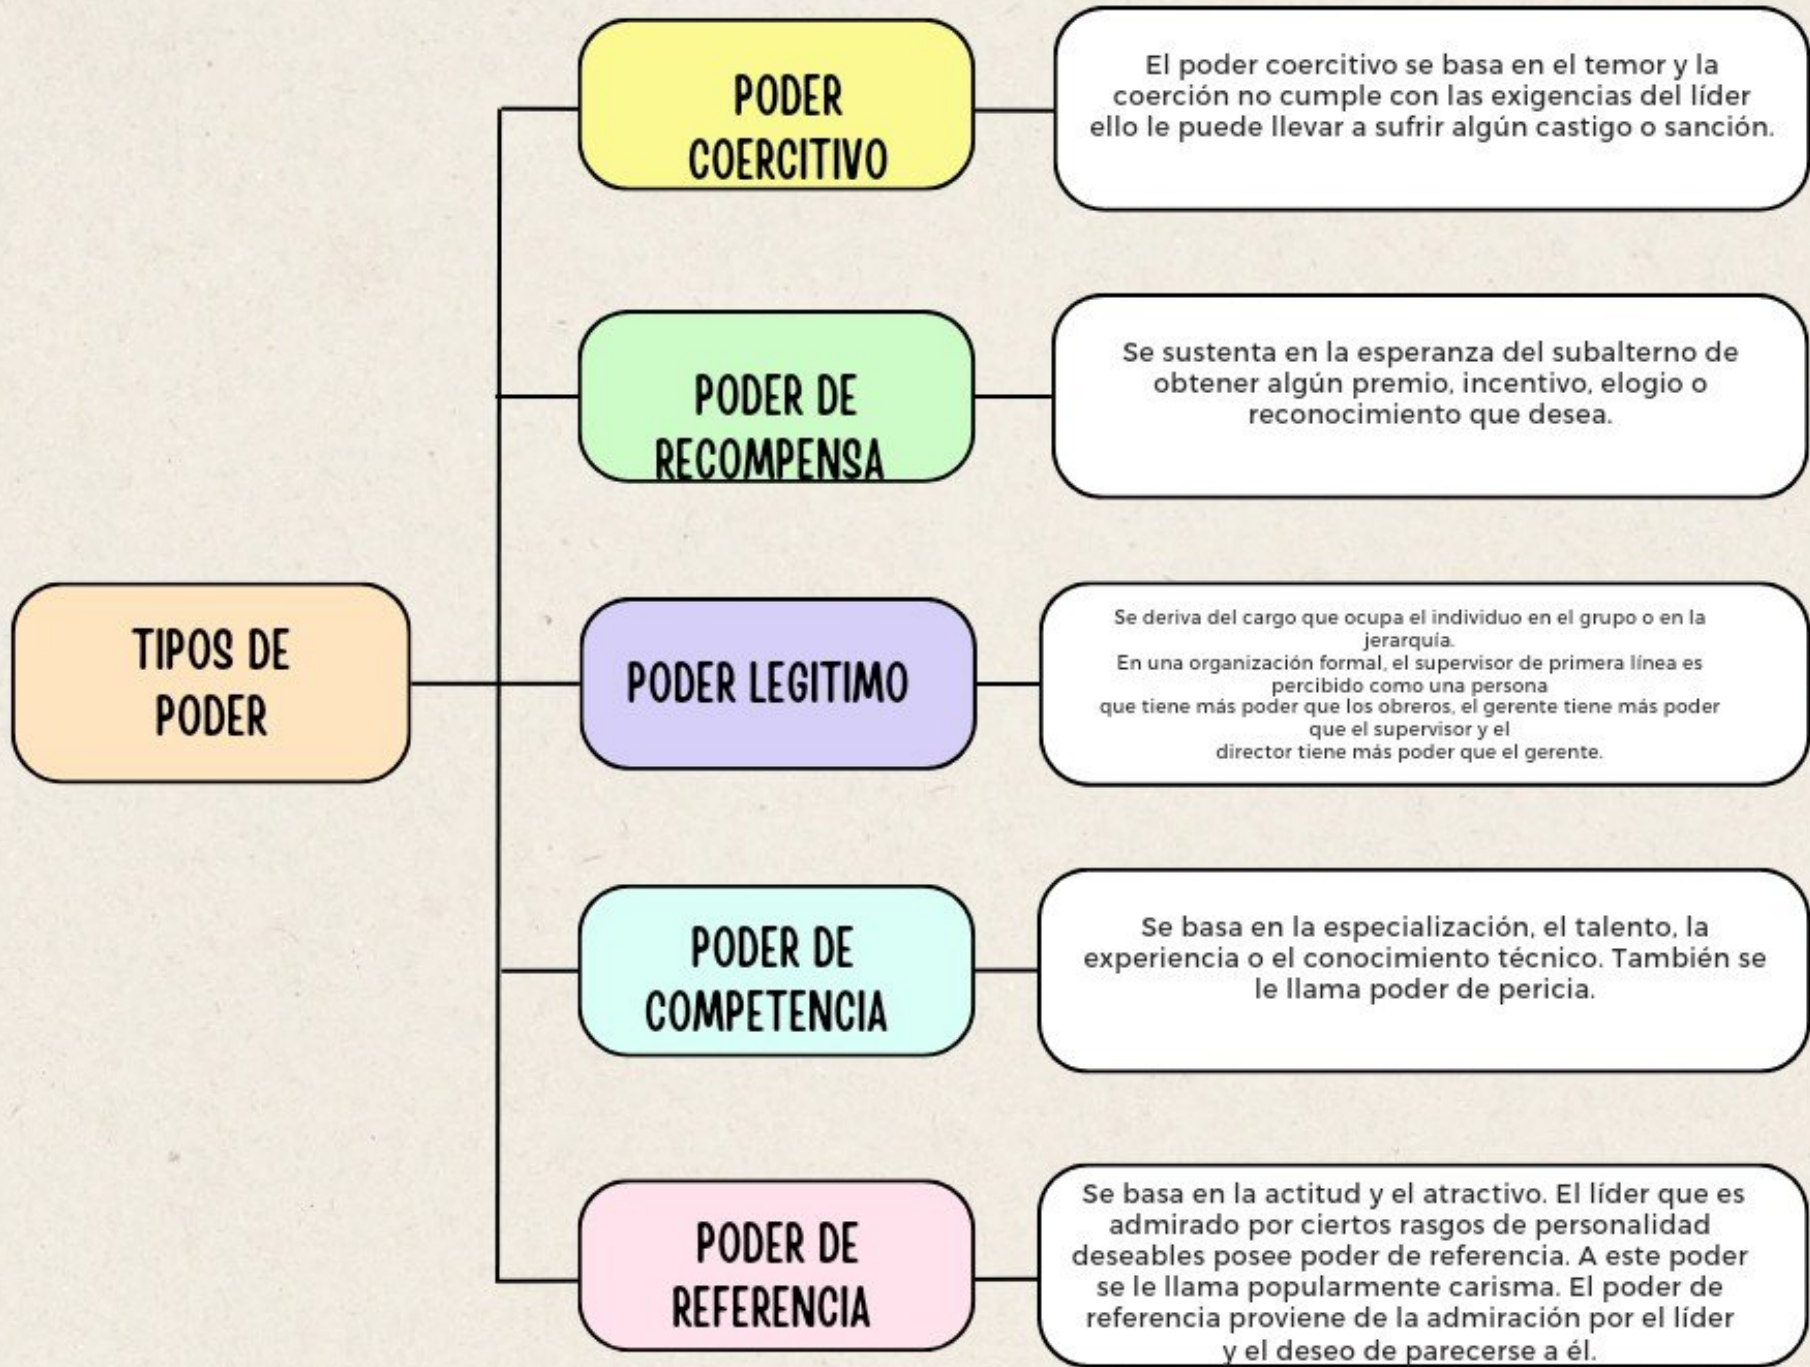 PODER
COERCITIVO
El poder coercitivo se basa en el temor y la
coerción no cumple con las exigencias del líder
ello le puede llevar a sufrir algún castigo o sanción.
PODER DE
RECOMPENSA
Se sustenta en la esperanza del subalterno de
obtener algún premio, incentivo, elogio o
reconocimiento que desea.
TIPOS DE
PODER
PODER LEGITIMO
Se deriva del cargo que ocupa el individuo en el grupo o en la
jerarquía.
En una organización formal, el supervisor de primera línea es
percibido como una persona
que tiene más poder que los obreros, el gerente tiene más poder
que el supervisor y el
director tiene más poder que el gerente.
PODER DE
COMPETENCIA
Se basa en la especialización, el talento, la
experiencia o el conocimiento técnico. También se
le llama poder de pericia.
PODER DE
REFERENCIA
Se basa en la actitud y el atractivo. El líder que es
admirado por ciertos rasgos de personalidad
deseables posee poder de referencia. A este poder
se le llama popularmente carisma. El poder de
referencia proviene de la admiración por el líder
y el deseo de parecerse a él.